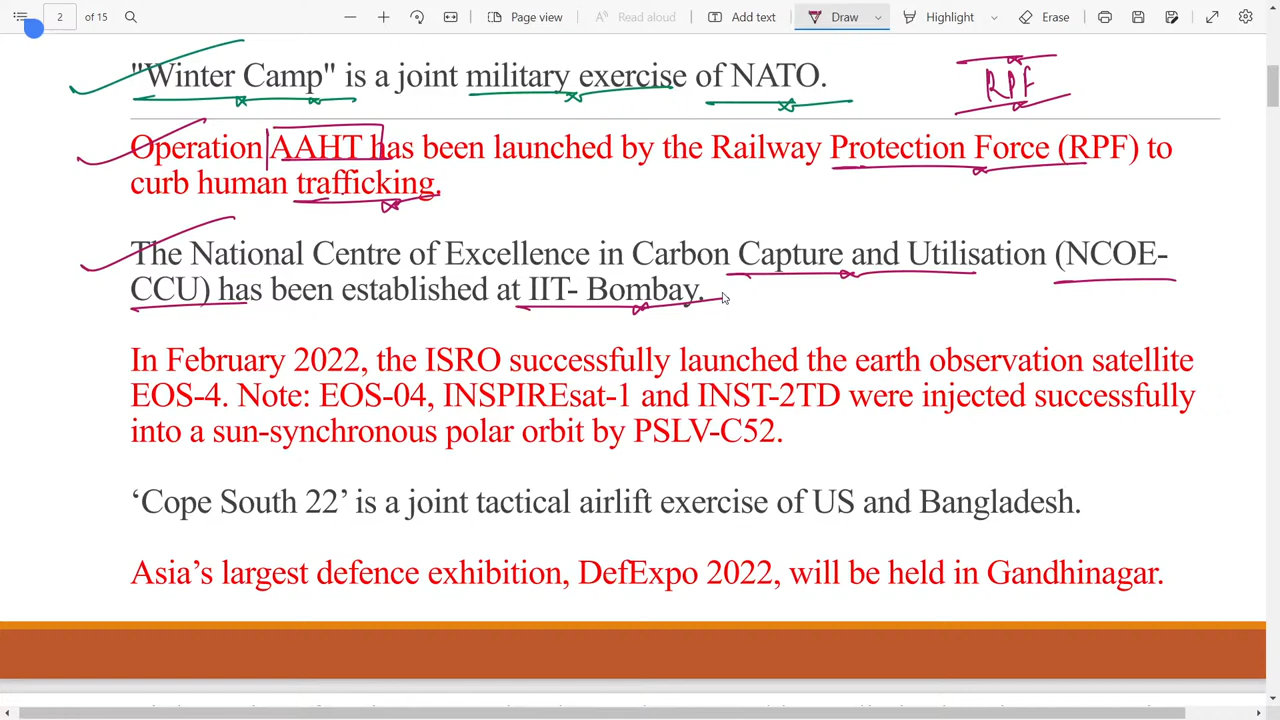 2 of 15 Page view Read aloud Add text Draw Highlight Erase
"Winter Camp" is a joint military exercise of NATO.
RPF
Operation AAHT has been launched by the Railway Protection Force (RPF) to
curb human trafficking.
The National Centre of Excellence in Carbon Capture and Utilisation (NCOE-
CCU) has been established at IIT- Bombay.
In February 2022, the ISRO successfully launched the earth observation satellite
EOS-4. Note: EOS-04, INSPIREsat-1 and INST-2TD were injected successfully
into a sun-synchronous polar orbit by PSLV-C52.
‘Cope South 22’ is a joint tactical airlift exercise of US and Bangladesh.
Asia’s largest defence exhibition, DefExpo 2022, will be held in Gandhinagar.